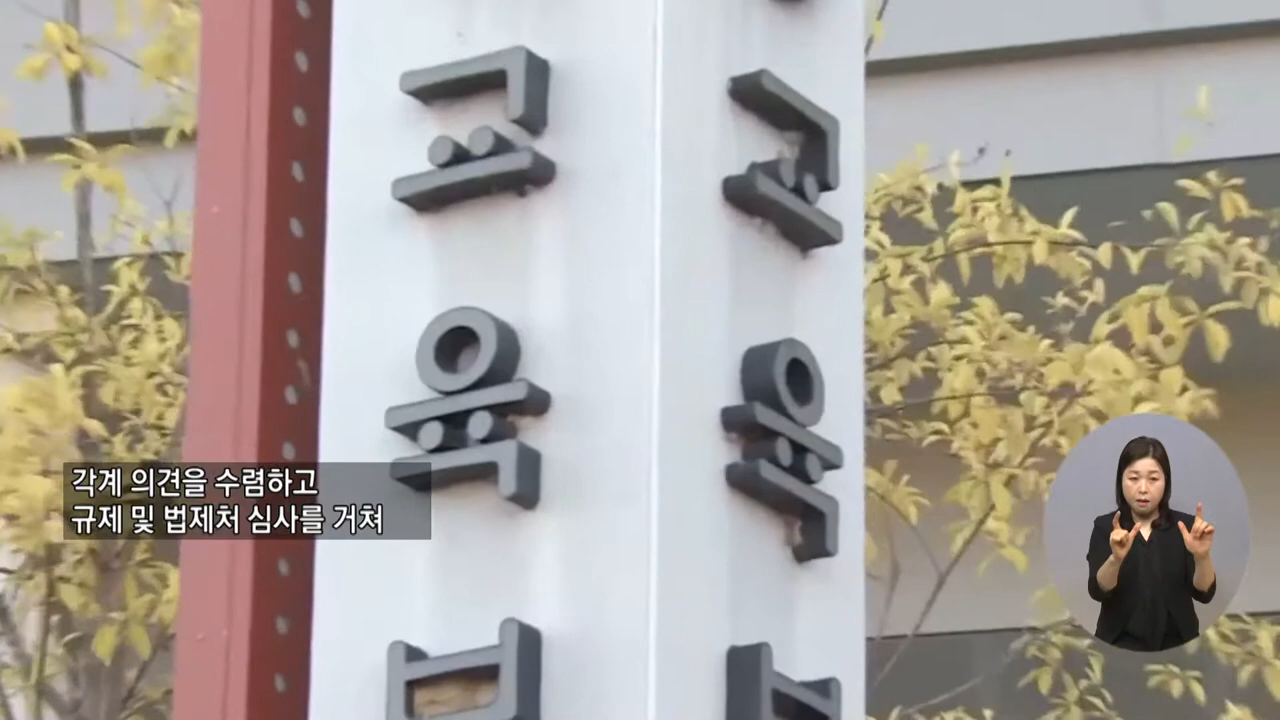 교
육
부
교
육
부
각계 의견을 수렴하고
규제 및 법제처 심사를 거쳐